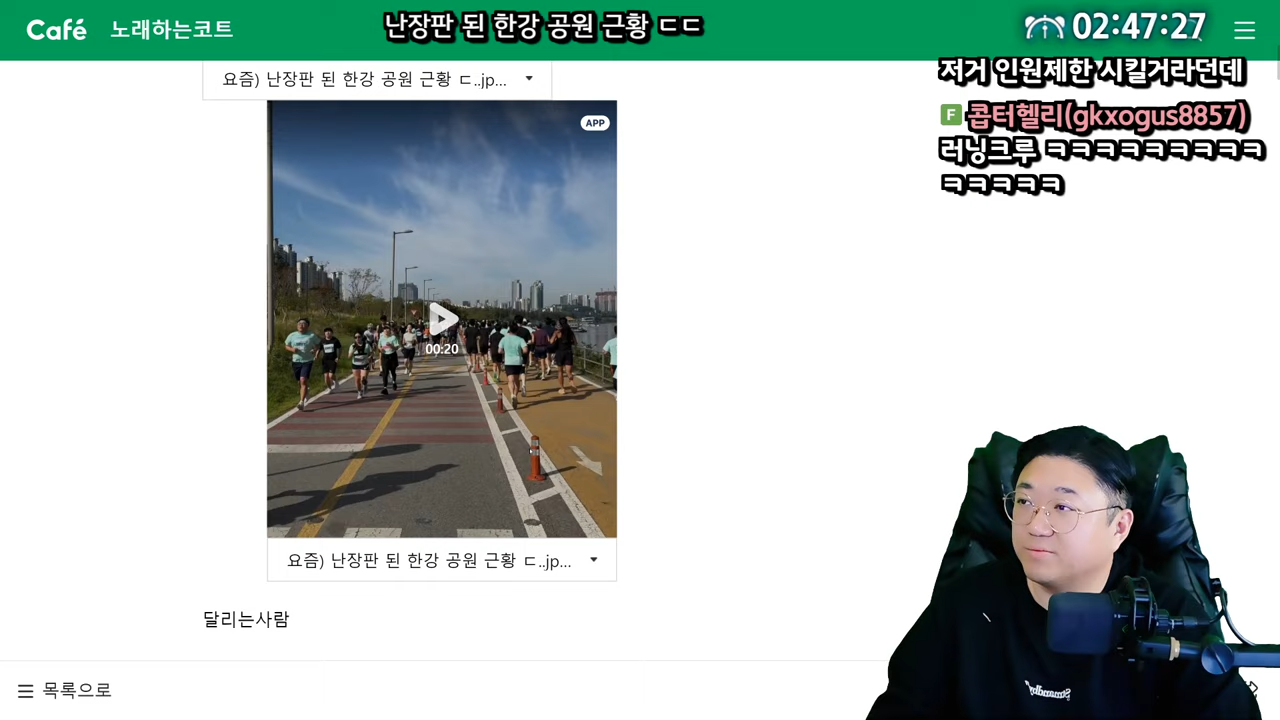 Café 노래하는코트
난장판 된 한강 공원 근황 ㄷㄷ
02:47:27
요즘) 난장판 된 한강 공원 근황 ㄷ..jp...
APP
00:20
요즘) 난장판 된 한강 공원 근황 ㄷ..jp...
달리는사람
목록으로
저거 인원제한 시킬거라던데
F 콥터헬리(gkxogus8857)
러닝크루 ㅋㅋㅋㅋㅋㅋㅋㅋㅋ
ㅋㅋㅋㅋㅋ